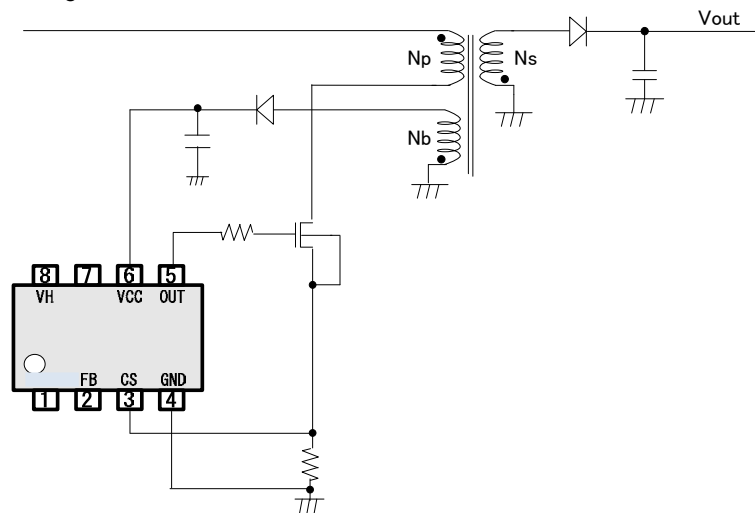 Vout
Np
Ns
Nb
8 7 6 5
VH VCC OUT
FB CS GND
1 2 3 4